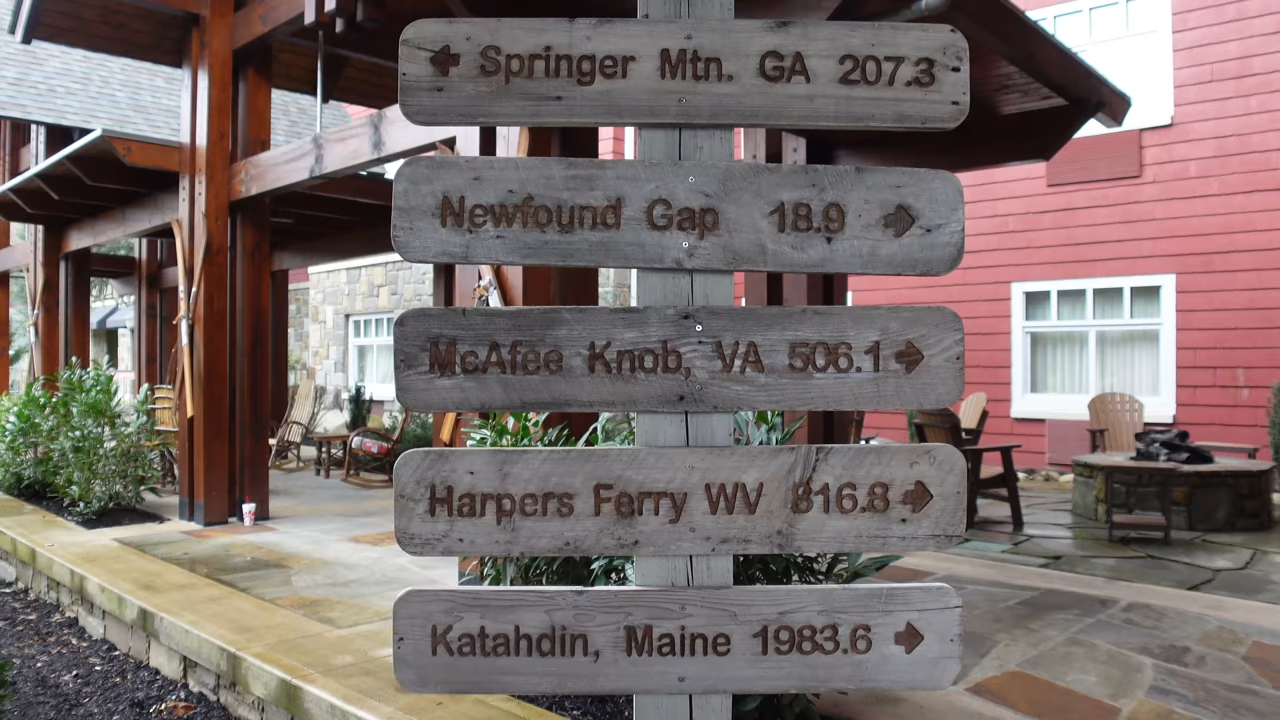 Springer Mtn. GA 207.3
Newfound Gap 18.9
McAfee Knob, VA 506.1
Harpers Ferry WV 816.8
Katahdin, Maine 1983.6